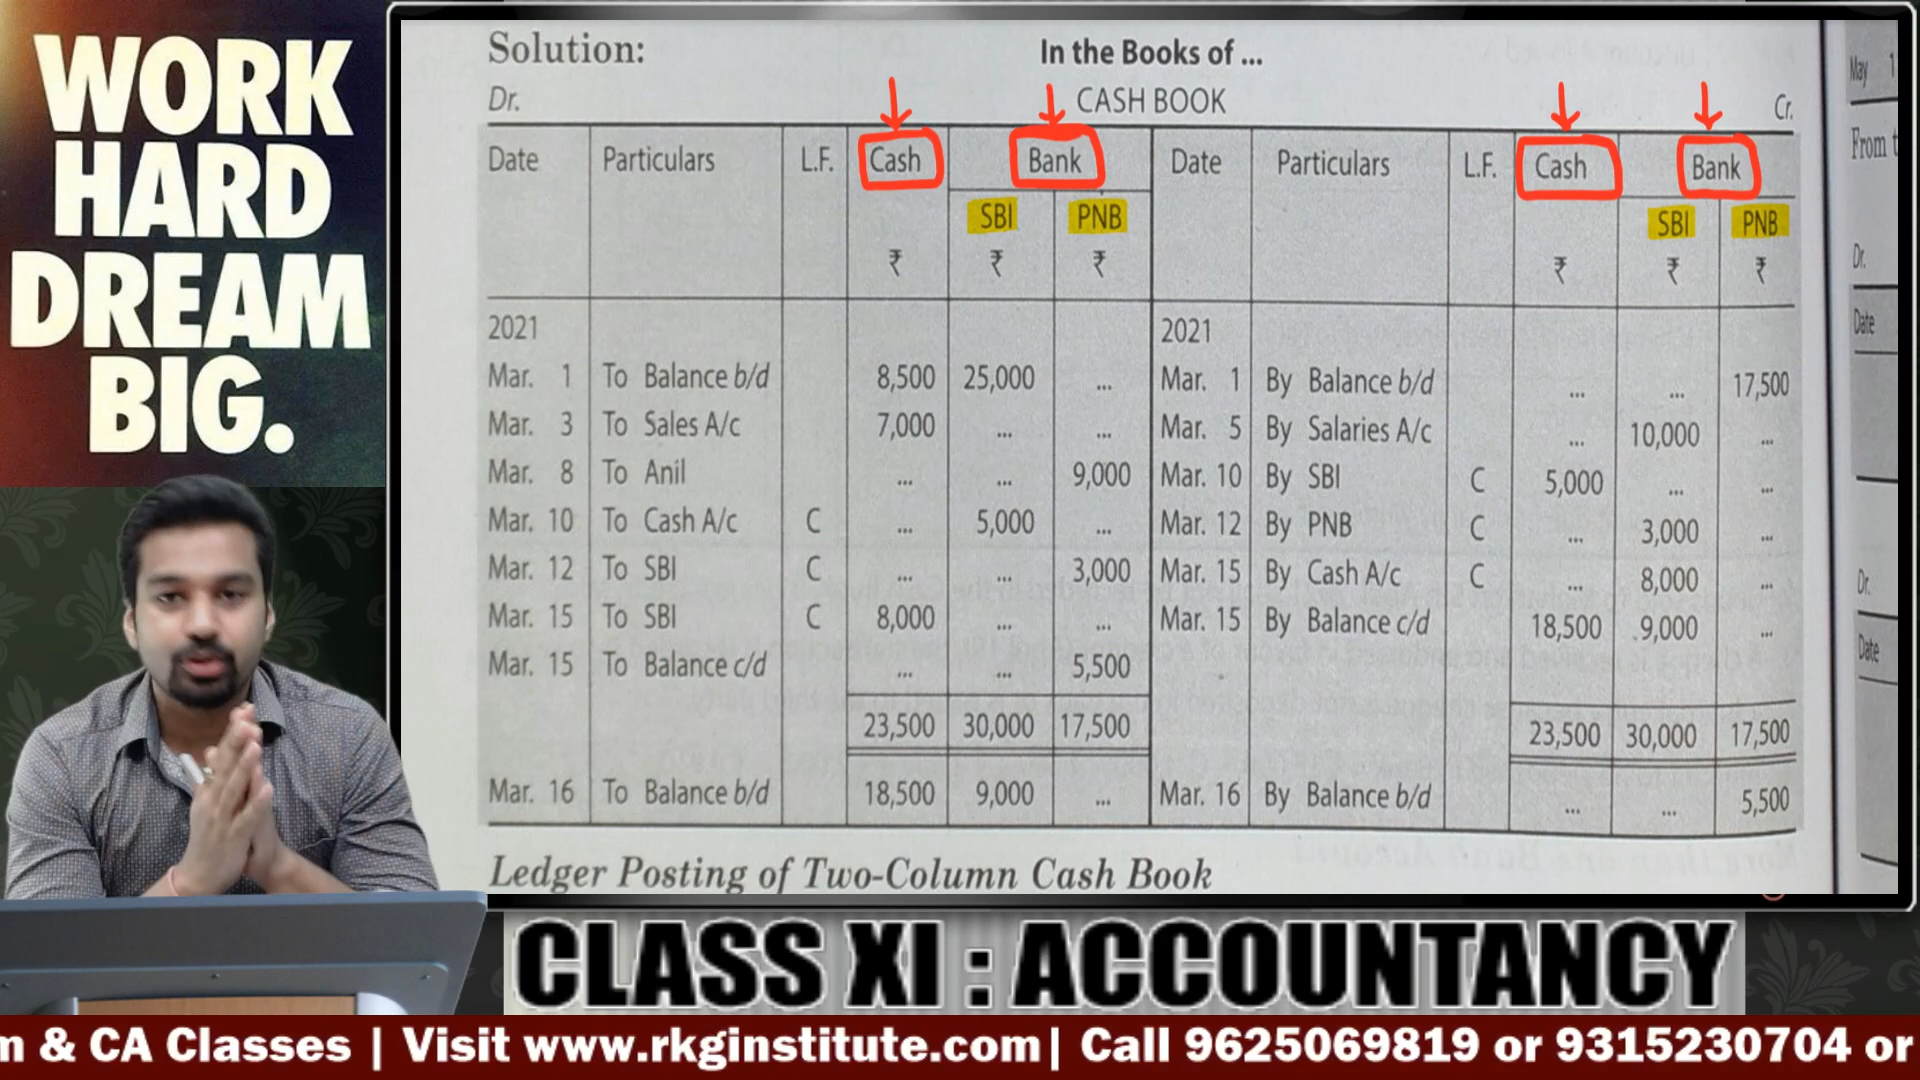 WORK
HARD
DREAM
BIG.
Solution: In the Books of ...
Dr. CASH BOOK Cr.
Date Particulars L.F. Cash Bank Date Particulars L.F. Cash Bank
SBI PNB SBI PNB
₹ ₹ ₹ ₹ ₹ ₹
2021 2021
Mar. 1 To Balance b/d 8,500 25,000 ... Mar. 1 By Balance b/d ... ... 17,500
Mar. 3 To Sales A/c 7,000 ... ... Mar. 5 By Salaries A/c ... 10,000 ...
Mar. 8 To Anil ... ... 9,000 Mar. 10 By SBI C 5,000 ... ...
Mar. 10 To Cash A/c C ... 5,000 ... Mar. 12 By PNB C ... 3,000 ...
Mar. 12 To SBI C ... ... 3,000 Mar. 15 By Cash A/c C ... 8,000 ...
Mar. 15 To SBI C 8,000 ... ... Mar. 15 By Balance c/d 18,500 9,000 ...
Mar. 15 To Balance c/d ... ... 5,500
23,500 30,000 17,500 23,500 30,000 17,500
Mar. 16 To Balance b/d 18,500 9,000 ... Mar. 16 By Balance b/d ... ... 5,500
Ledger Posting of Two-Column Cash Book
May 1
From t
Dr.
Date
Dr.
Date
CLASS XI : ACCOUNTANCY
m & CA Classes | Visit www.rkginstitute.com| Call 9625069819 or 9315230704 or